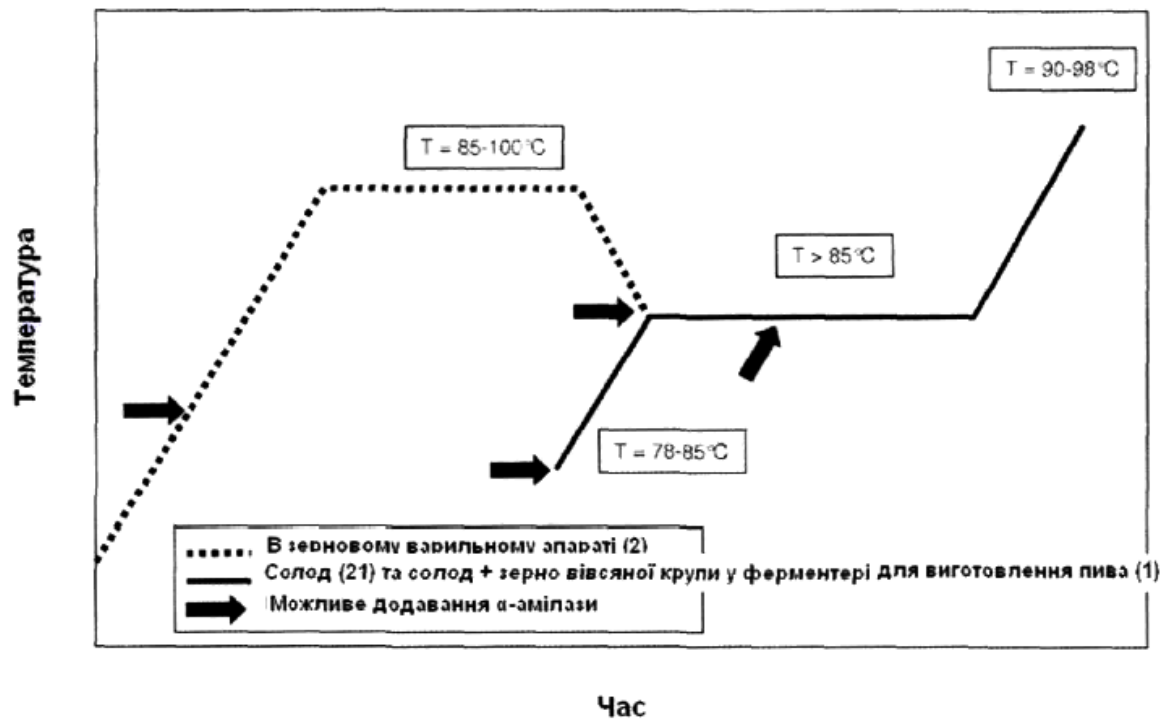 T = 90-98°C
T = 85-100°C
T > 85°C
T = 78-85°C
Температура
В зерновому варильному апараті (2)
Солод (21) та солод + зерно вівсяної крупи у ферментері для виготовлення пива (1)
Можливе додавання α-амілази
Час